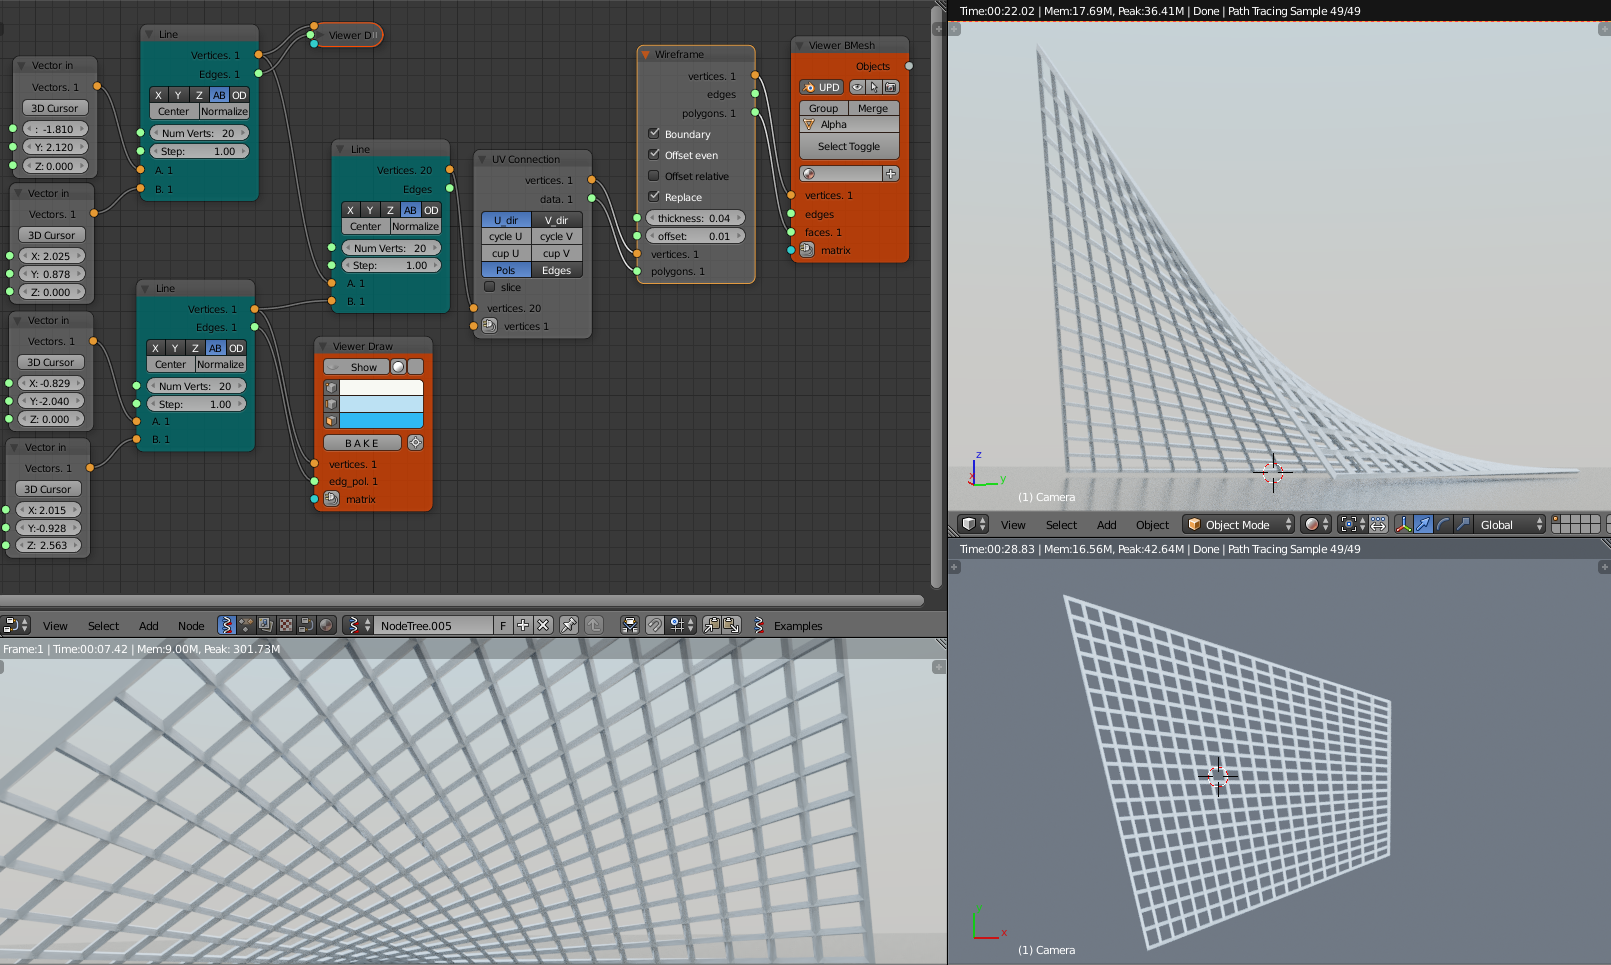 Vector in
Vectors. 1
3D Cursor
: -1.810
Y: 2.120
Z: 0.000
Vector in
Vectors. 1
3D Cursor
X: 2.025
Y: 0.878
Z: 0.000
Vector in
Vectors. 1
3D Cursor
X: -0.829
Y: -2.040
Z: 0.000
Vector in
Vectors. 1
3D Cursor
X: 2.015
Y: -0.928
Z: 2.563
Line
Vertices. 1
Edges. 1
X Y Z AB OD
Center Normalize
Num Verts: 20
Step: 1.00
A. 1
B. 1
Line
Vertices. 1
Edges. 1
X Y Z AB OD
Center Normalize
Num Verts: 20
Step: 1.00
A. 1
B. 1
Viewer D
Line
Vertices. 20
Edges
X Y Z AB OD
Center Normalize
Num Verts: 20
Step: 1.00
A. 1
B. 1
Viewer Draw
Show
BAKE
vertices. 1
edg_pol. 1
matrix
UV Connection
vertices. 1
data. 1
U_dir V_dir
cycle U cycle V
cup U cup V
Pols Edges
slice
vertices. 20
vertices 1
Wireframe
vertices. 1
edges
polygons. 1
Boundary
Offset even
Offset relative
Replace
thickness: 0.04
offset: 0.01
vertices. 1
polygons. 1
Viewer BMesh
Objects
UPD
Group Merge
Alpha
Select Toggle
vertices. 1
edges
faces. 1
matrix
View Select Add Node NodeTree.005 F Examples
Frame:1 | Time:00:07.42 | Mem:9.00M, Peak: 301.73M
Time:00:22.02 | Mem:17.69M, Peak:36.41M | Done | Path Tracing Sample 49/49
z
x
y
(1) Camera
View Select Add Object Object Mode Global
Time:00:28.83 | Mem:16.56M, Peak:42.64M | Done | Path Tracing Sample 49/49
x
(1) Camera